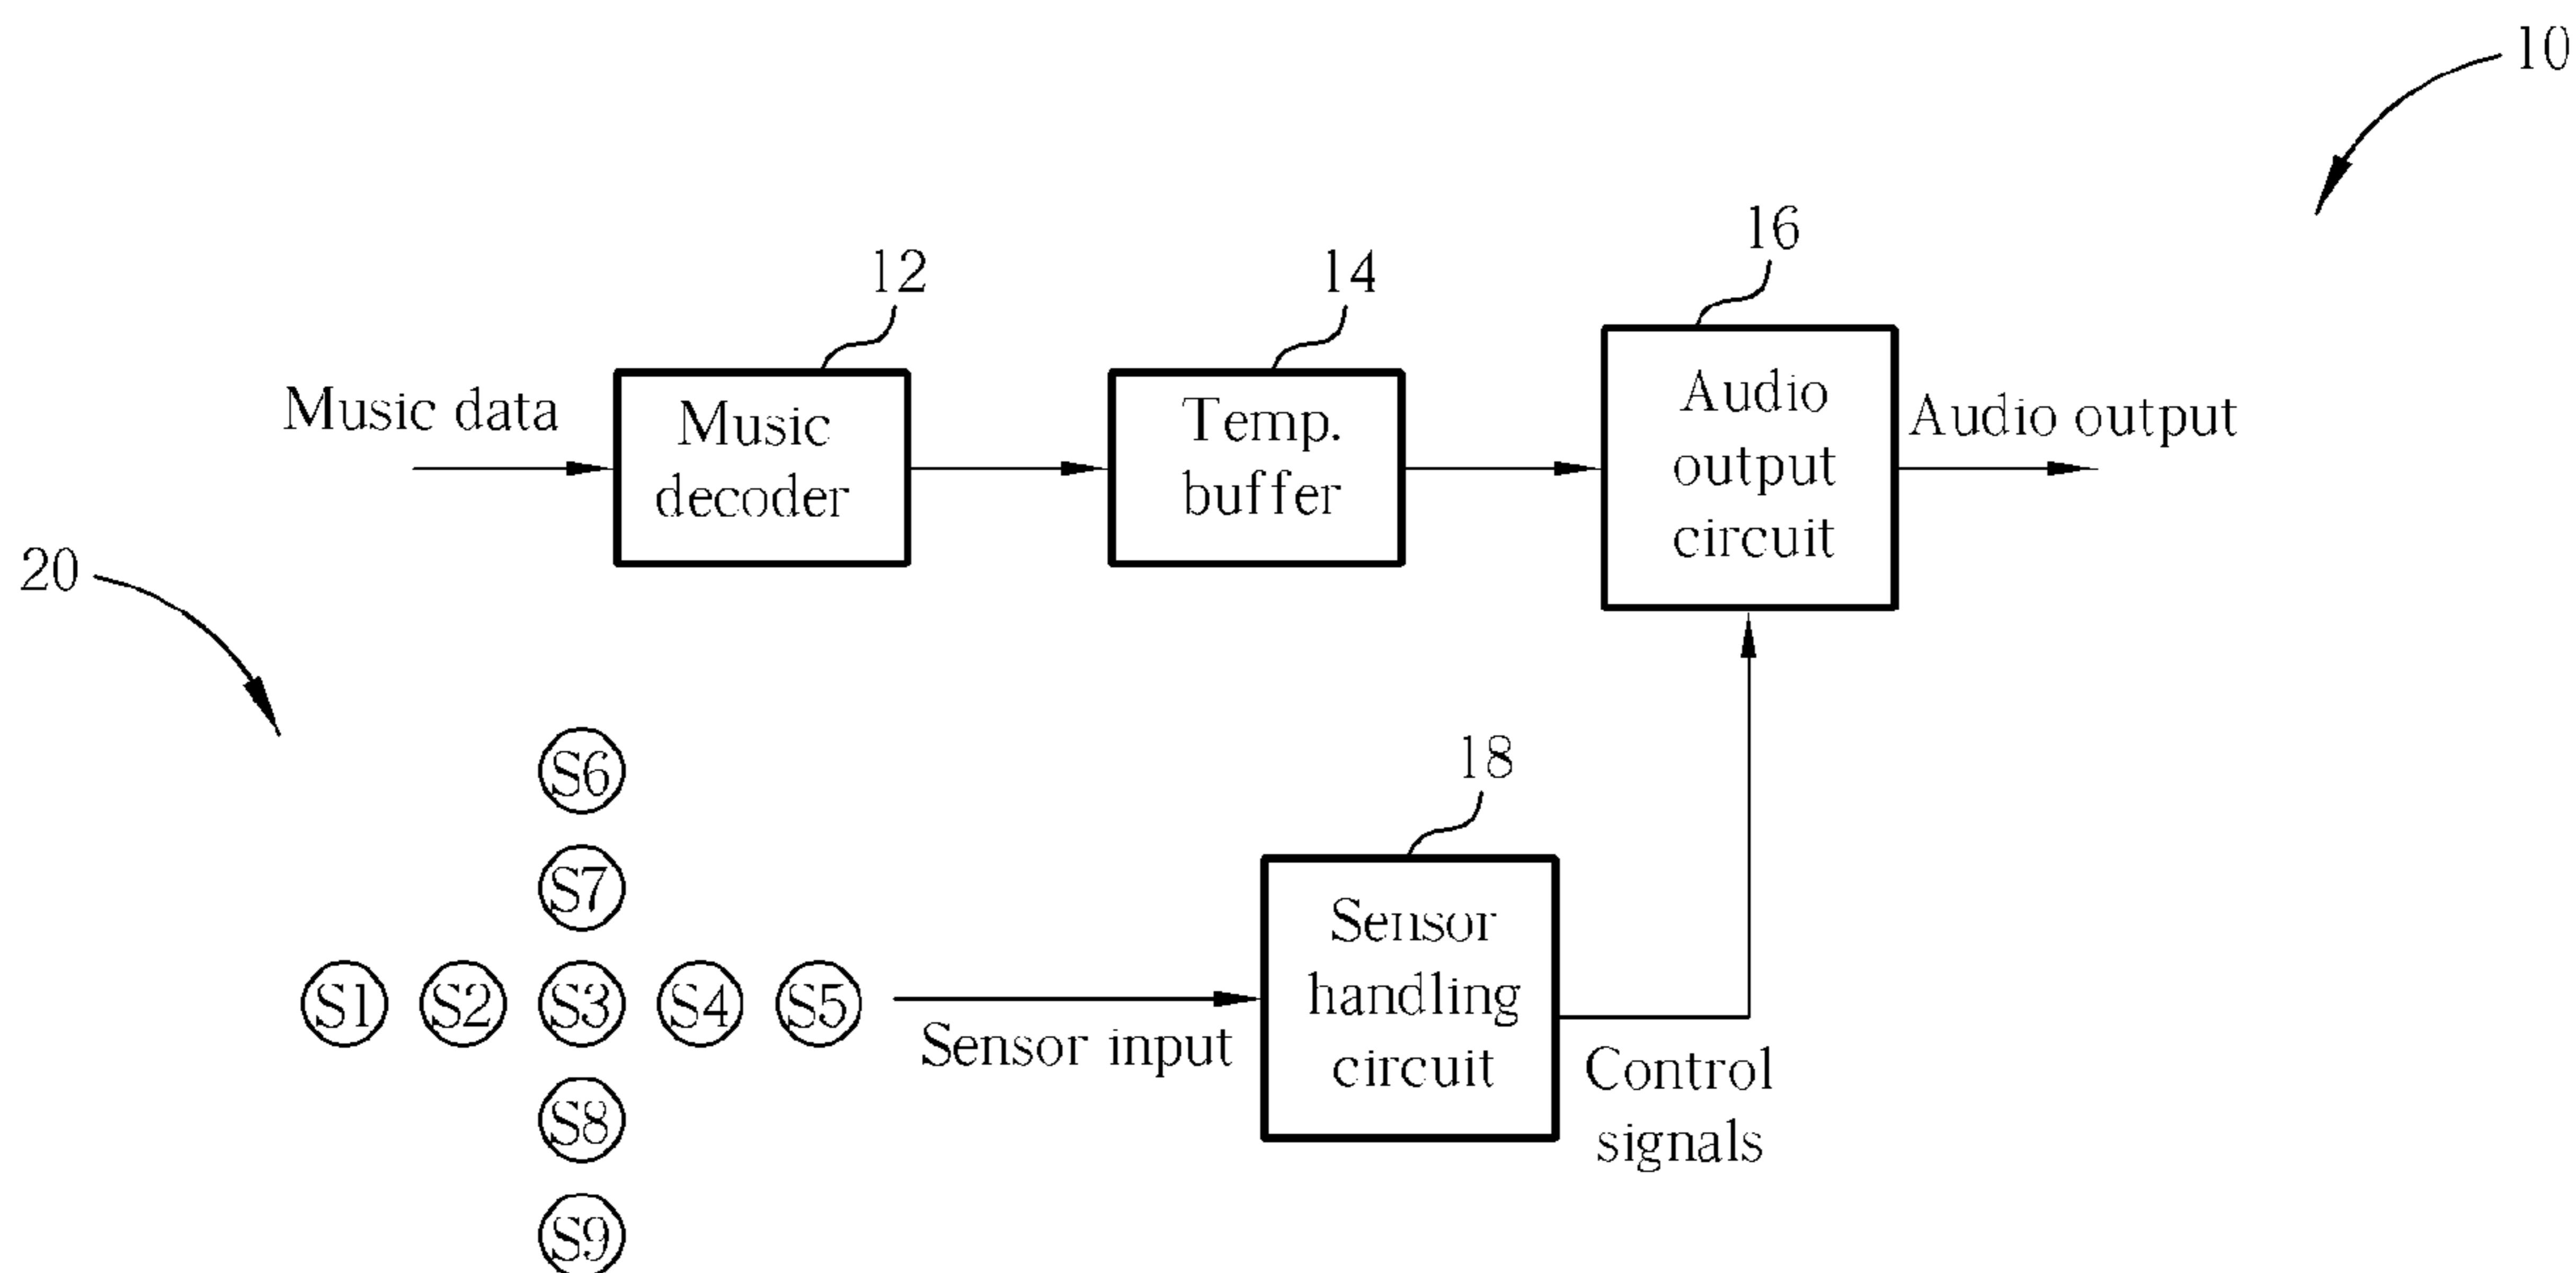 10
16
12
14
Music data
Music
decoder
Temp.
buffer
Audio
output
circuit
Audio output
20
S6
18
S7
S1 S2 S3 S4 S5
Sensor input
Sensor
handling
circuit
Control
signals
S8
S9